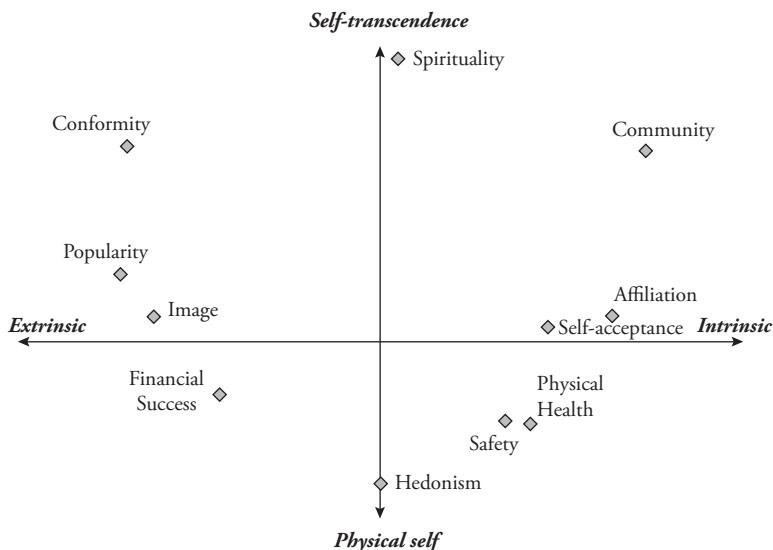 Self-transcendence
Spirituality
Conformity
Community
Popularity
Image
Affiliation
Extrinsic
Self-acceptance
Intrinsic
Financial
Success
Physical
Health
Safety
Hedonism
Physical self